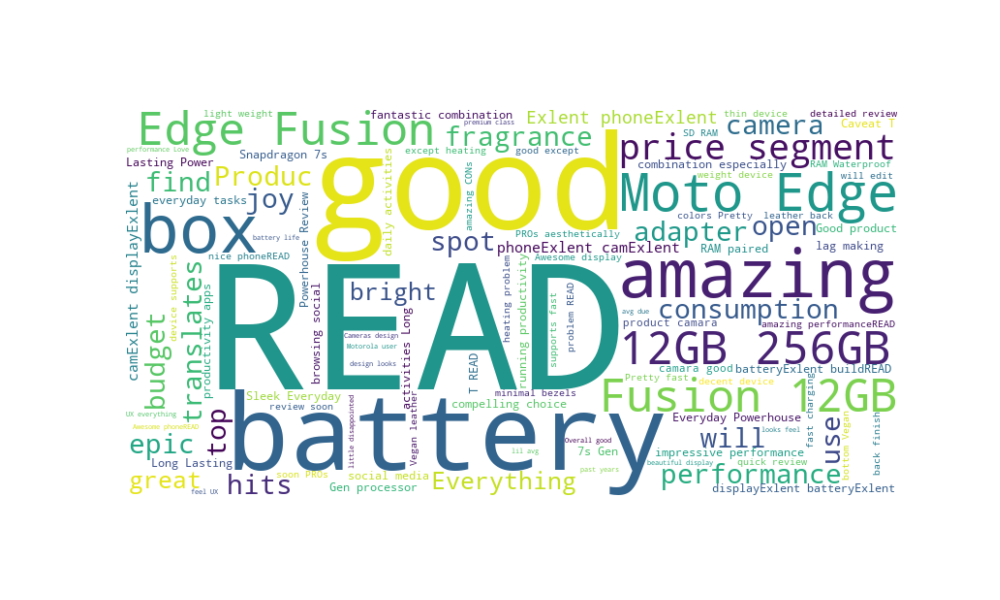 light weight
fantastic combination
Exlent phoneExlent
thin device
detailed review
Edge Fusion
fragrance
camera
Caveat T
SD RAM
price segment
performance Love
Snapdragon 7s
except heating
good except
premium class
Lasting Power
combination especially
RAM Waterproof
find
Produc
good
daily activities
amazing CONs
weight device
will edit
Moto Edge
everyday tasks
joy
box
battery life
Powerhouse Review
spot
PROs aesthetically
colors Pretty
leather back
adapter
open
Good product
phoneExlent camExlent
RAM paired
lag making
nice phoneREAD
Awesome display
camExlent displayExlent
device supports
translates
productivity apps
budget
READ
bright
browsing social
Cameras design
Motorola user
design looks
activities Long
heating problem
running productivity
supports fast
problem READ
amazing
consumption
avg due
product camara
amazing performanceREAD
12GB 256GB
camara good
batteryExlent buildREAD
Pretty fast
decent device
T READ
minimal bezels
Fusion 12GB
Sleek Everyday
review soon
compelling choice
UX everything
Awesome phoneREAD
top
epic
little disappointed
Vegan leather
battery
Everyday Powerhouse
fast charging
use
bottom Vegan
back finish
looks feel
will
Overall good
7s Gen
lil avg
impressive performance
beautiful display
quick review
Long Lasting
feel UX
great
hits
soon PROs
social media
Gen processor
Everything
past years
performance
displayExlent batteryExlent